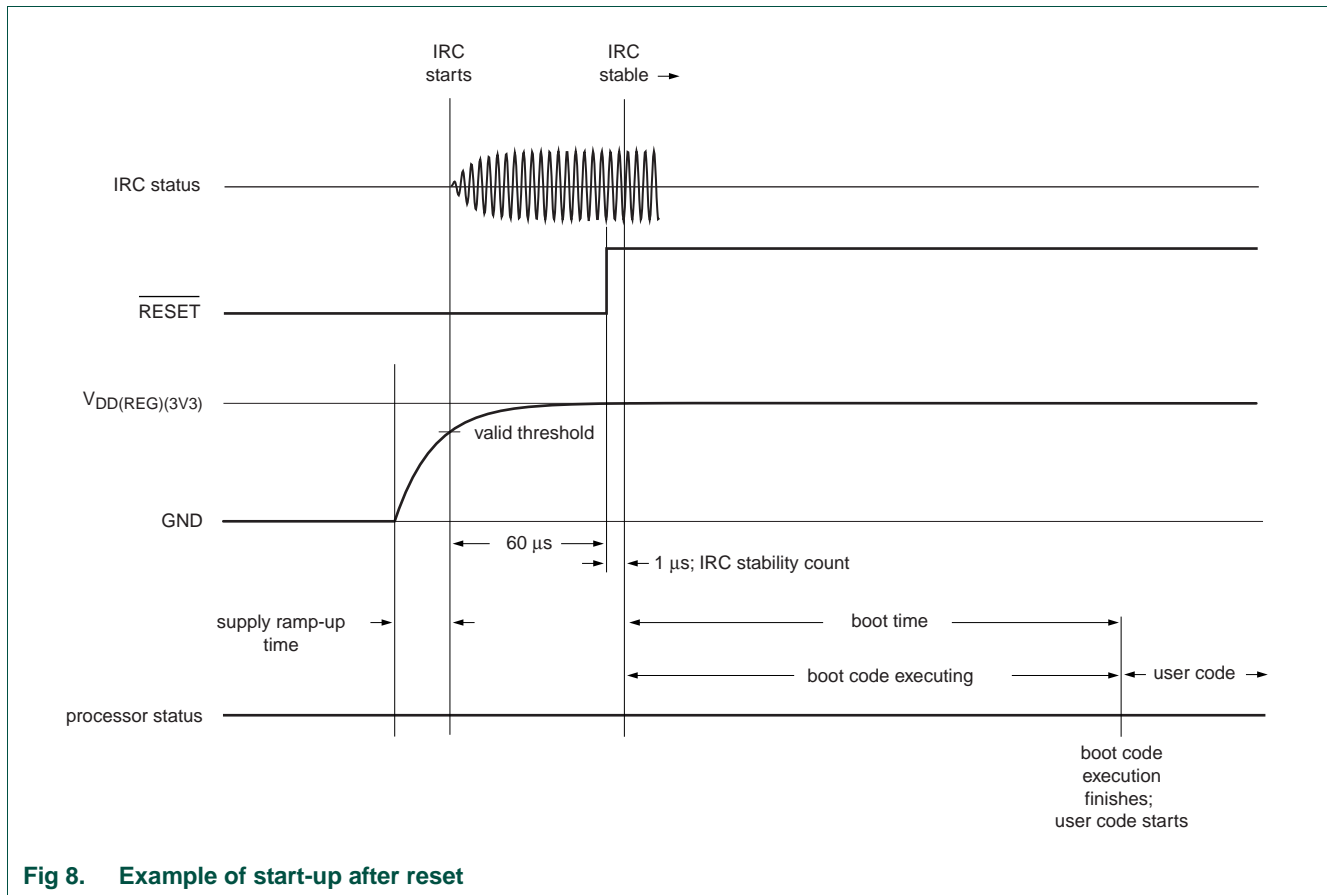 IRC
starts
IRC
stable
IRC status
RESET
VDD(REG)(3V3)
valid threshold
GND
60 μs
1 μs; IRC stability count
supply ramp-up
time
boot time
boot code executing
user code
processor status
boot code
execution
finishes;
user code starts
Fig 8. Example of start-up after reset